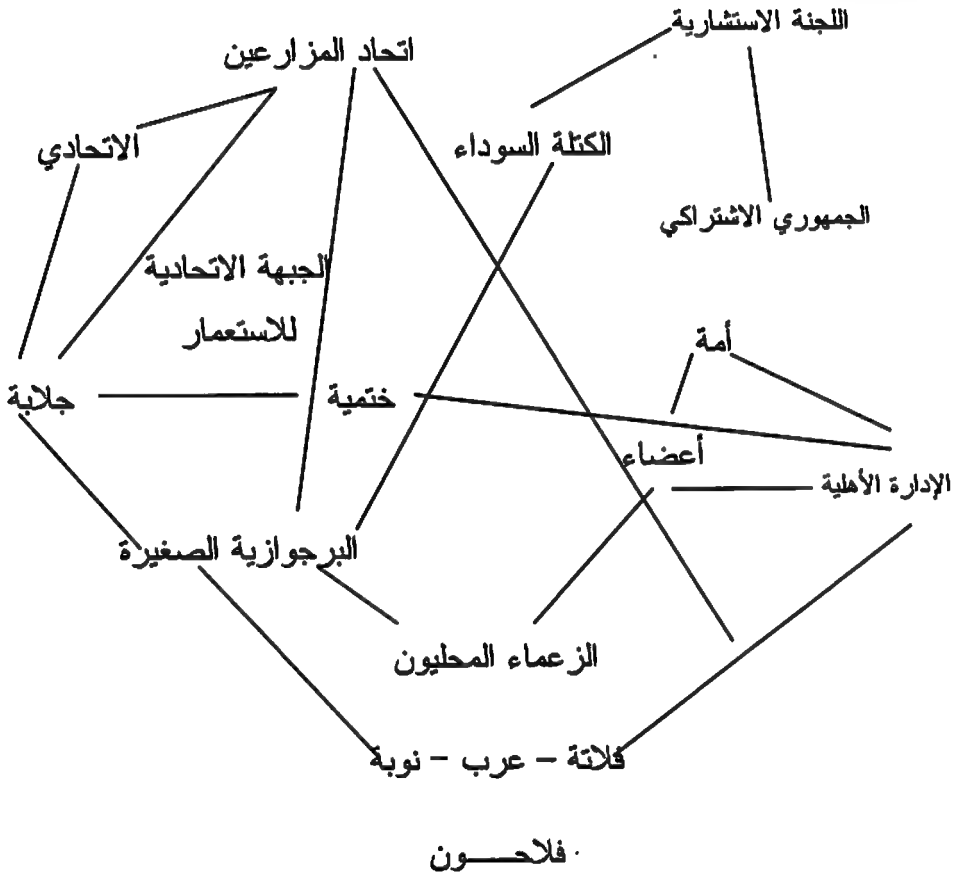 اللجنة الاستشارية
اتحاد المزارعين
الكتلة السوداء
الاتحادي
الجمهوري الاشتراكي
الجبهة الاتحادية
للاستعمار
أمة
ختمية
جلابة
أعضاء
الإدارة الأهلية
البرجوازية الصغيرة
الزعماء المحليون
فلاتة – عرب – نوبة
فلاحـــون